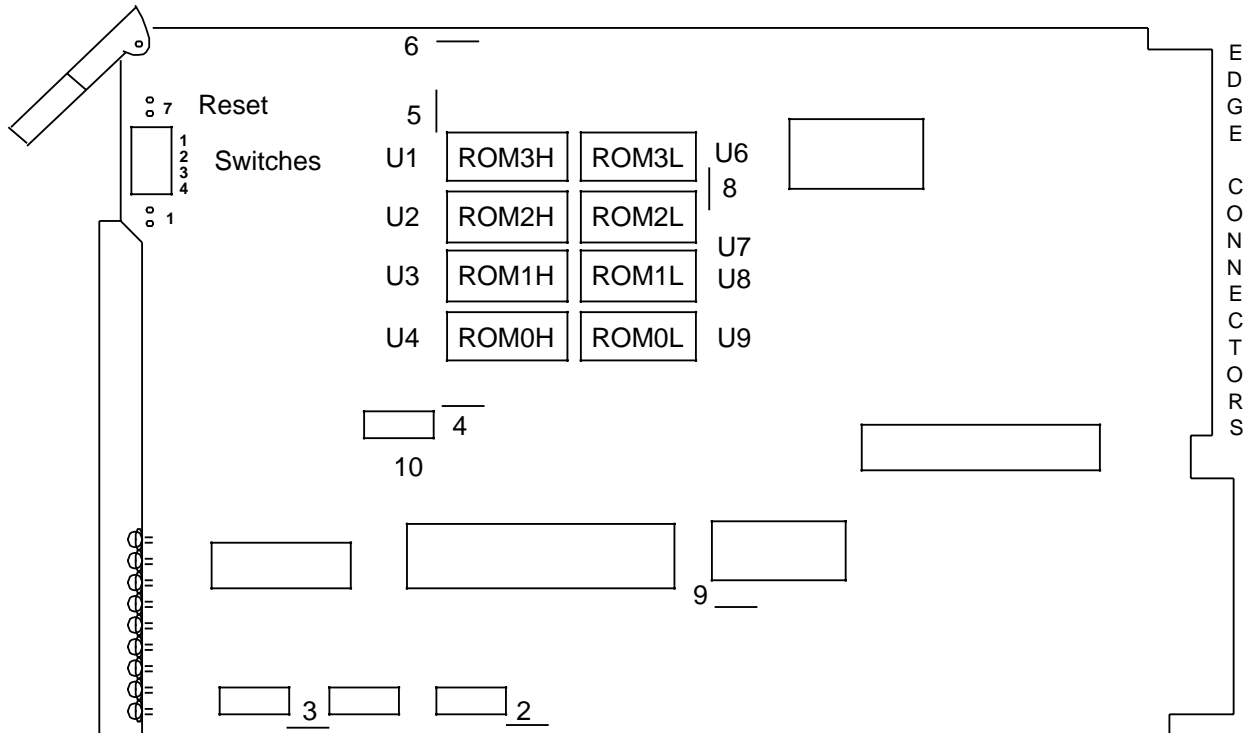 6
7 Reset
5
1
2
3
4
Switches
1
U1 ROM3H ROM3L U6
8
U2 ROM2H ROM2L
U7
U3 ROM1H ROM1L U8
U4 ROM0H ROM0L U9
4
10
9
3
2
EDGE CONNECTORS